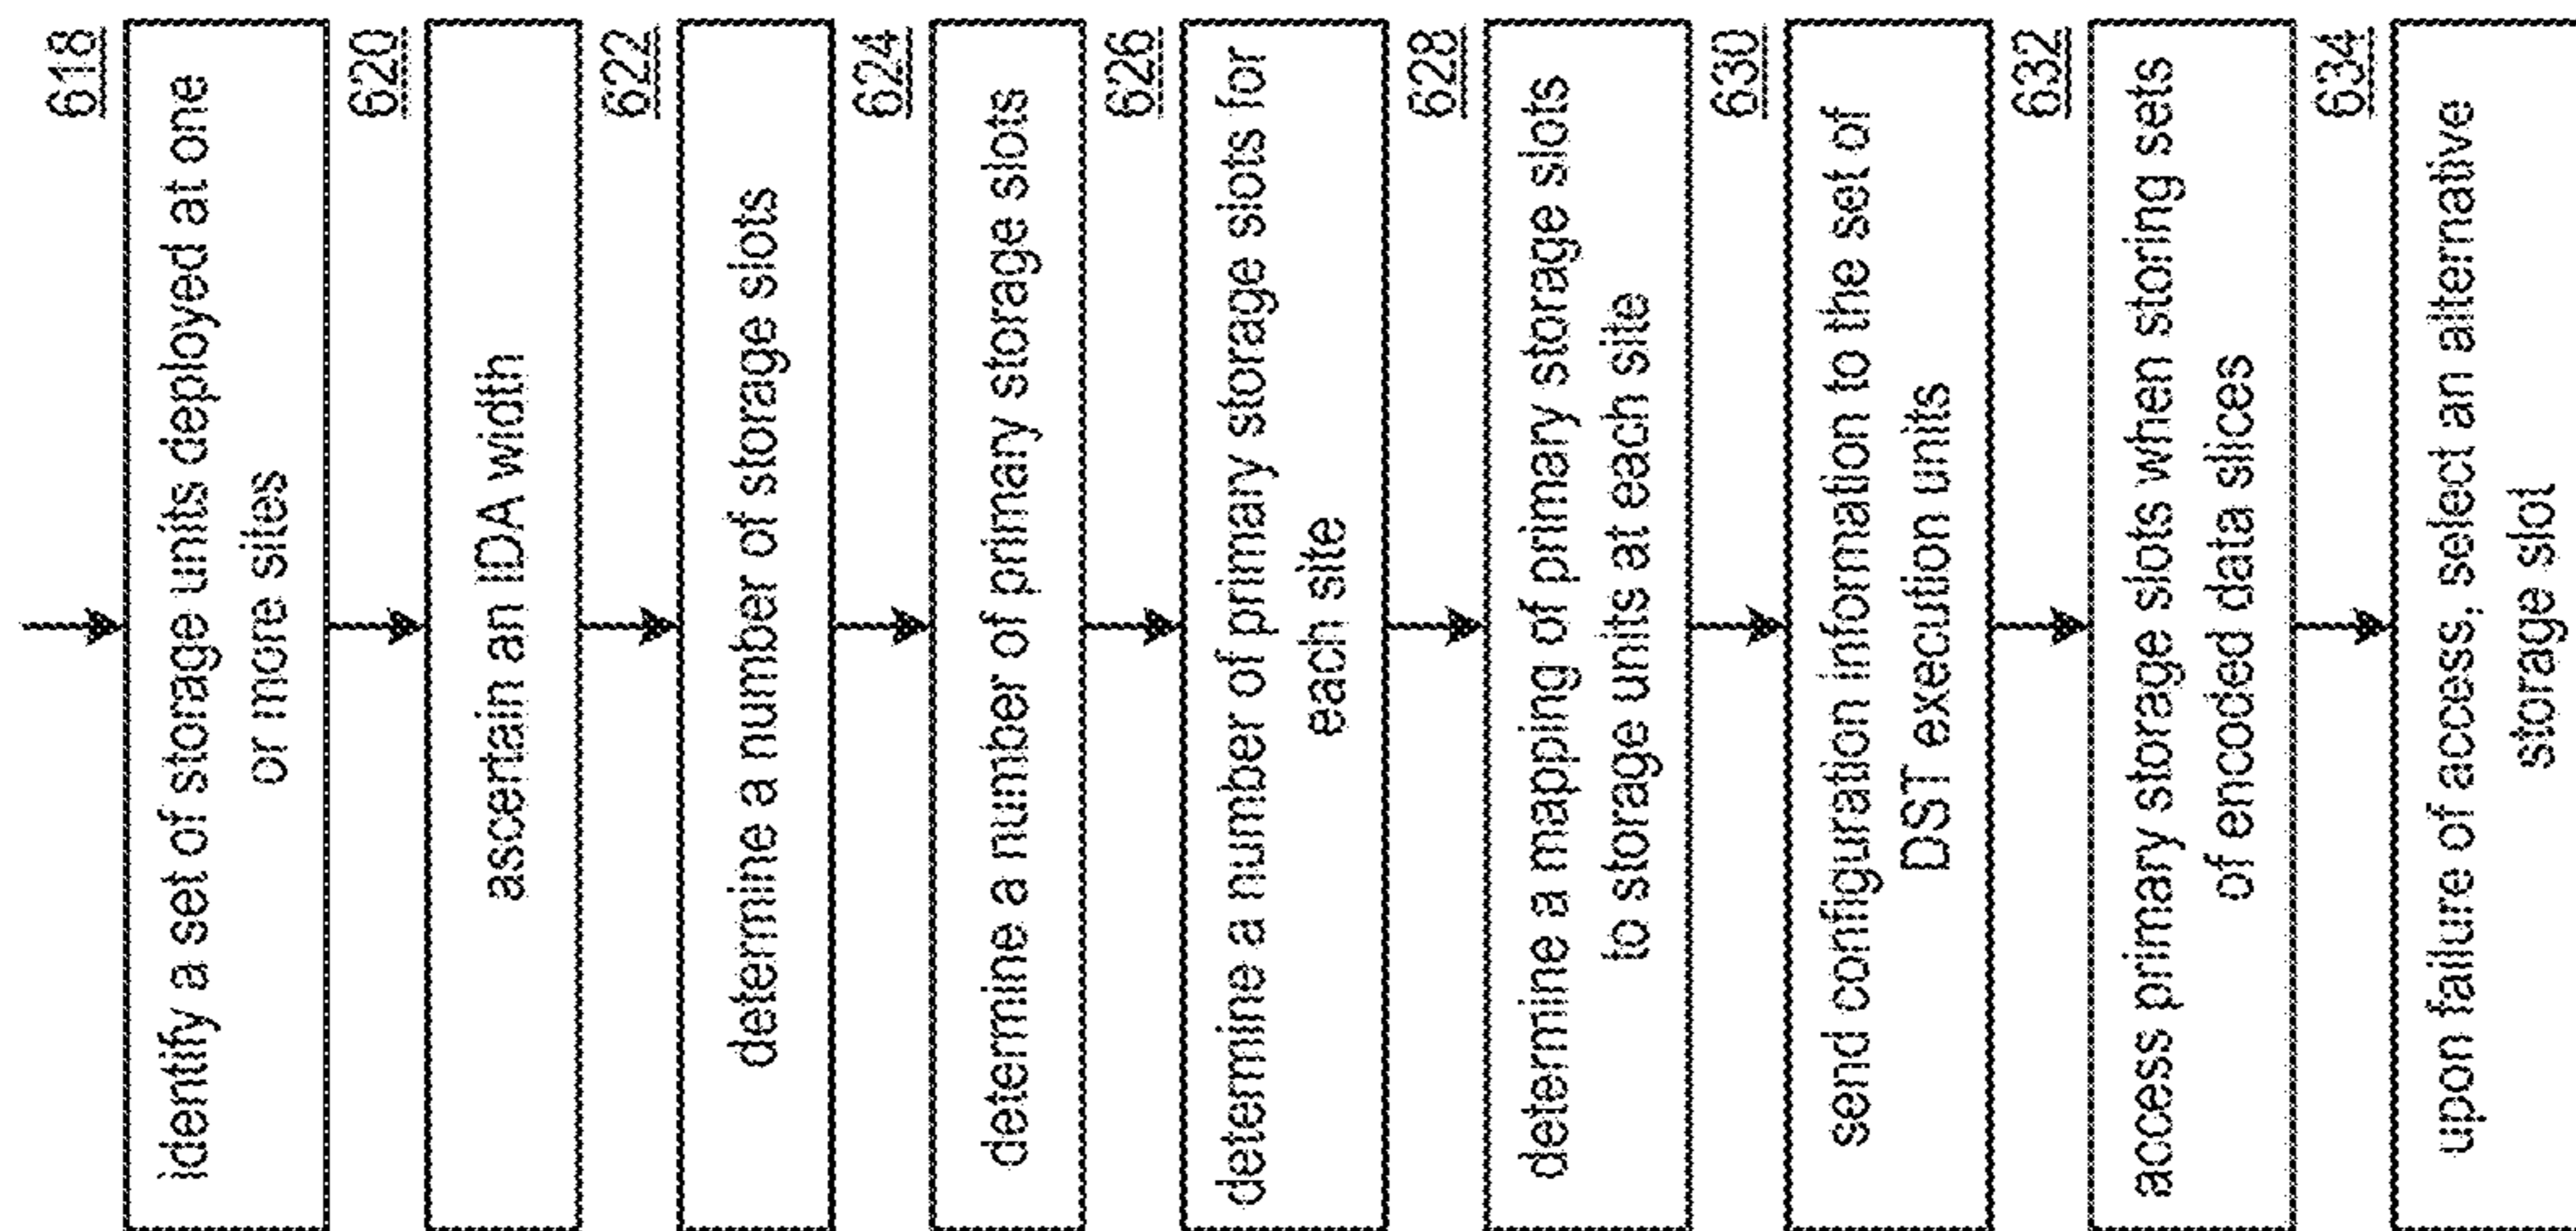 618
identify a set of storage units deployed at one
or more sites
620
ascertain an IDA width
622
determine a number of storage slots
624
determine a number of primary storage slots
626
determine a number of primary storage slots for
each site
628
determine a mapping of primary storage slots
to storage units at each site
630
send configuration information to the set of
DST execution units
632
access primary storage slots when storing sets
of encoded data slices
634
upon failure of access, select an alternative
storage slot